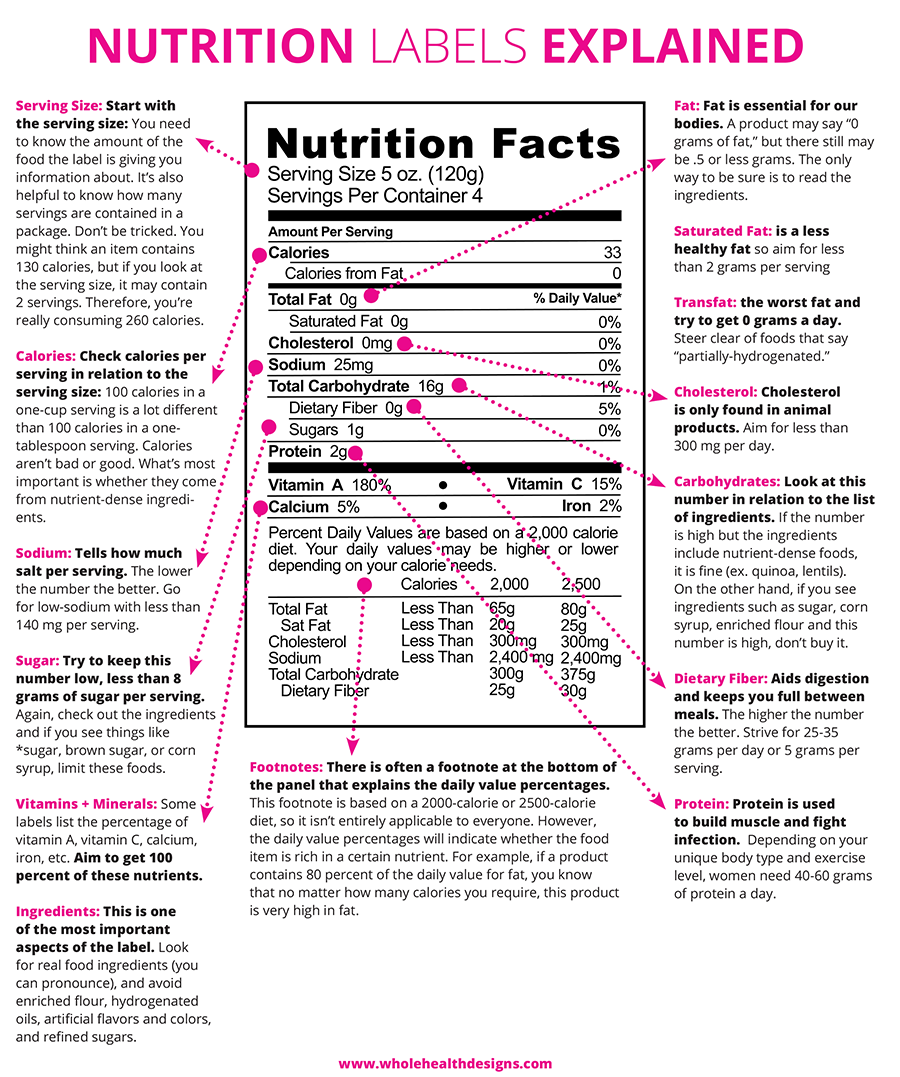 NUTRITION LABELS EXPLAINED
Serving Size: Start with
the serving size: You need
to know the amount of the
food the label is giving you
information about. It's also
helpful to know how many
servings are contained in a
package. Don't be tricked. You
might think an item contains
130 calories, but if you look at
the serving size, it may contain
2 servings. Therefore, you're
really consuming 260 calories.
Calories: Check calories per
serving in relation to the
serving size: 100 calories in a
one-cup serving is a lot different
than 100 calories in a one-
tablespoon serving. Calories
aren't bad or good. What's most
important is whether they come
from nutrient-dense ingredi-
ents.
Sodium: Tells how much
salt per serving. The lower
the number the better. Go
for low-sodium with less than
140 mg per serving.
Sugar: Try to keep this
number low, less than 8
grams of sugar per serving.
Again, check out the ingredients
and if you see things like
*sugar, brown sugar, or corn
syrup, limit these foods.
Vitamins + Minerals: Some
labels list the percentage of
vitamin A, vitamin C, calcium,
iron, etc. Aim to get 100
percent of these nutrients.
Ingredients: This is one
of the most important
aspects of the label. Look
for real food ingredients (you
can pronounce), and avoid
enriched flour, hydrogenated
oils, artificial flavors and colors,
and refined sugars.
Nutrition Facts
Serving Size 5 oz. (120g)
Servings Per Container 4
Amount Per Serving
Calories 33
Calories from Fat 0
Total Fat 0g % Daily Value*
Saturated Fat 0g 0%
Cholesterol 0mg 0%
Sodium 25mg 0%
Total Carbohydrate 16g 1%
Dietary Fiber 0g 5%
Sugars 1g 0%
Protein 2g
Vitamin A 180% • Vitamin C 15%
Calcium 5% • Iron 2%
Percent Daily Values are based on a 2,000 calorie
diet. Your daily values may be higher or lower
depending on your calorie needs.
Calories 2,000 2,500
Total Fat Less Than 65g 80g
Sat Fat Less Than 20g 25g
Cholesterol Less Than 300mg 300mg
Sodium Less Than 2,400 mg 2,400mg
Total Carbohydrate 300g 375g
Dietary Fiber 25g 30g
Footnotes: There is often a footnote at the bottom of
the panel that explains the daily value percentages.
This footnote is based on a 2000-calorie or 2500-calorie
diet, so it isn't entirely applicable to everyone. However,
the daily value percentages will indicate whether the food
item is rich in a certain nutrient. For example, if a product
contains 80 percent of the daily value for fat, you know
that no matter how many calories you require, this product
is very high in fat.
Fat: Fat is essential for our
bodies. A product may say "0
grams of fat," but there still may
be .5 or less grams. The only
way to be sure is to read the
ingredients.
Saturated Fat: is a less
healthy fat so aim for less
than 2 grams per serving
Transfat: the worst fat and
try to get 0 grams a day.
Steer clear of foods that say
"partially-hydrogenated."
Cholesterol: Cholesterol
is only found in animal
products. Aim for less than
300 mg per day.
Carbohydrates: Look at this
number in relation to the list
of ingredients. If the number
is high but the ingredients
include nutrient-dense foods,
it is fine (ex. quinoa, lentils).
On the other hand, if you see
ingredients such as sugar, corn
syrup, enriched flour and this
number is high, don't buy it.
Dietary Fiber: Aids digestion
and keeps you full between
meals. The higher the number
the better. Strive for 25-35
grams per day or 5 grams per
serving.
Protein: Protein is used
to build muscle and fight
infection. Depending on your
unique body type and exercise
level, women need 40-60 grams
of protein a day.
www.wholehealthdesigns.com